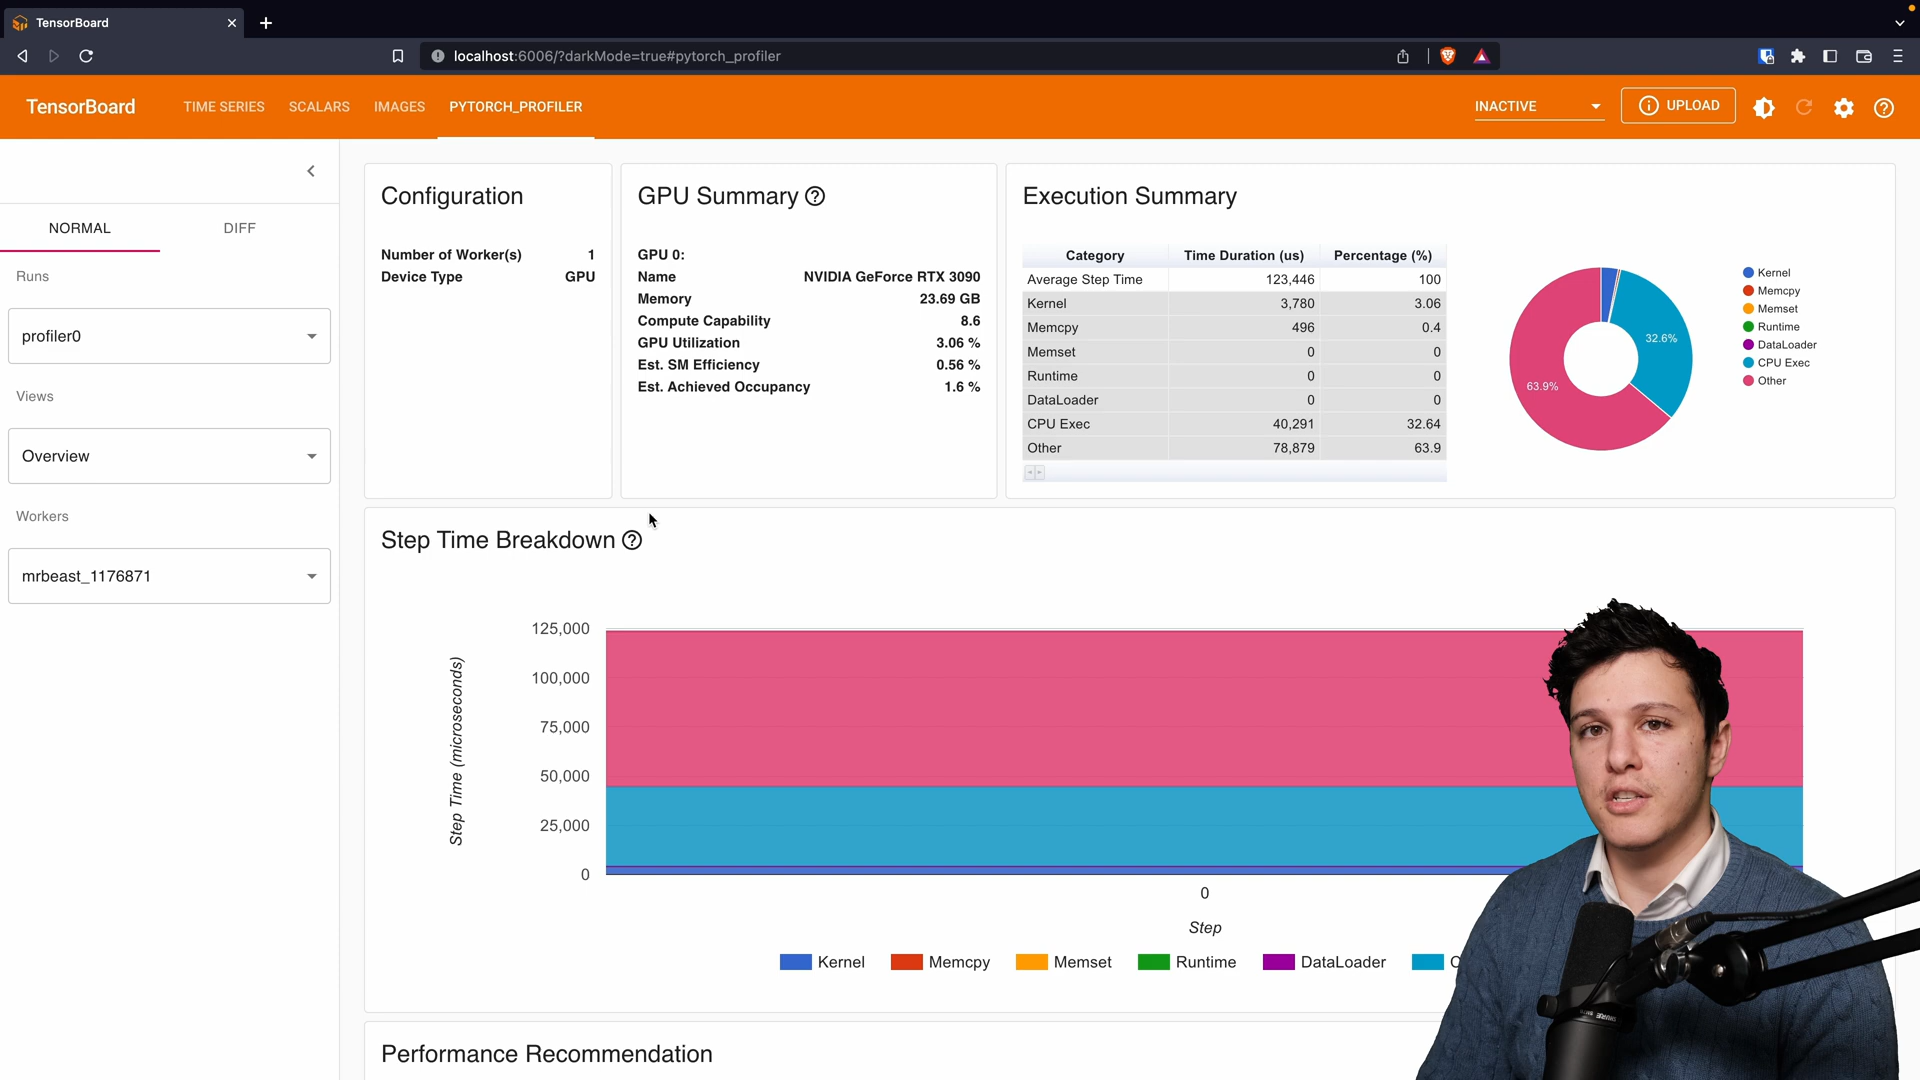 TensorBoard
localhost:6006/?darkMode=true#pytorch_profiler
TensorBoard
TIME SERIES
SCALARS
IMAGES
PYTORCH_PROFILER
INACTIVE
UPLOAD
NORMAL
DIFF
Runs
profiler0
Views
Overview
Workers
mrbeast_1176871
Configuration
Number of Worker(s) 1
Device Type GPU
GPU Summary
GPU 0:
Name NVIDIA GeForce RTX 3090
Memory 23.69 GB
Compute Capability 8.6
GPU Utilization 3.06 %
Est. SM Efficiency 0.56 %
Est. Achieved Occupancy 1.6 %
Execution Summary
Category Time Duration (us) Percentage (%)
Average Step Time 123,446 100
Kernel 3,780 3.06
Memcpy 496 0.4
Memset 0 0
Runtime 0 0
DataLoader 0 0
CPU Exec 40,291 32.64
Other 78,879 63.9
32.6%
63.9%
Kernel
Memcpy
Memset
Runtime
DataLoader
CPU Exec
Other
Step Time Breakdown
Step Time (microseconds)
125,000
100,000
75,000
50,000
25,000
0
0
Step
Kernel
Memcpy
Memset
Runtime
DataLoader
C
Performance Recommendation